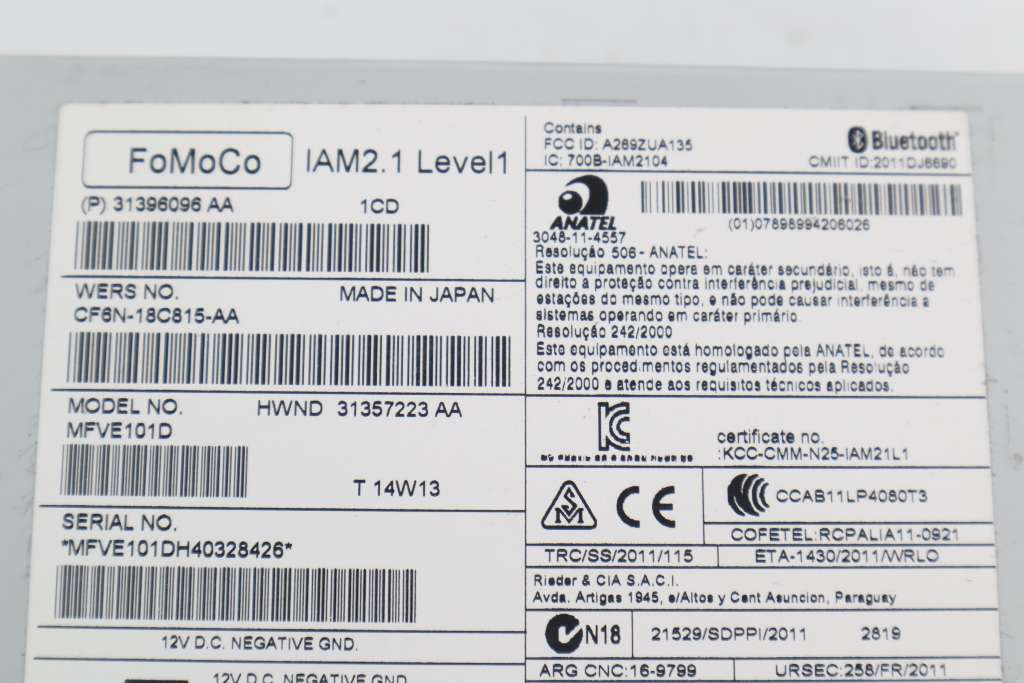 FoMoCo IAM2.1 Level1
(P) 31396096 AA 1CD
WERS NO. MADE IN JAPAN
CF6N-18C815-AA
MODEL NO. HWND 31357223 AA
MFVE101D
T 14W13
SERIAL NO.
*MFVE101DH40328426*
12V D.C. NEGATIVE GND.
12V D.C. NEGATIVE GND.
Contains
FCC ID: A269ZUA135
IC: 700B-IAM2104
Bluetooth
CMIIT ID:2011DJ6690
ANATEL
3048-11-4557
(01)07898994206026
Resolução 506 - ANATEL:
Este equipamento opera em caráter secundário, isto é, não tem
direito a proteção contra interferência prejudicial, mesmo de
estações do mesmo tipo, e não pode causar interferência a
sistemas operando em caráter primário.
Resolução 242/2000
Este equipamento está homologado pela ANATEL, de acordo
com os procedimentos regulamentados pela Resolução
242/2000 e atende aos requisitos técnicos aplicados.
certificate no.
:KCC-CMM-N25-IAM21L1
CE
CCAB11LP4080T3
COFETEL:RCPALIA11-0921
TRC/SS/2011/115 ETA-1430/2011/WRLO
Rieder & CIA S.A.C.I.
Avda. Artigas 1945, e/Altos y Cent Asuncion, Paraguay
N18 21529/SDPPI/2011 2819
ARG CNC:16-9799 URSEC:258/FR/2011